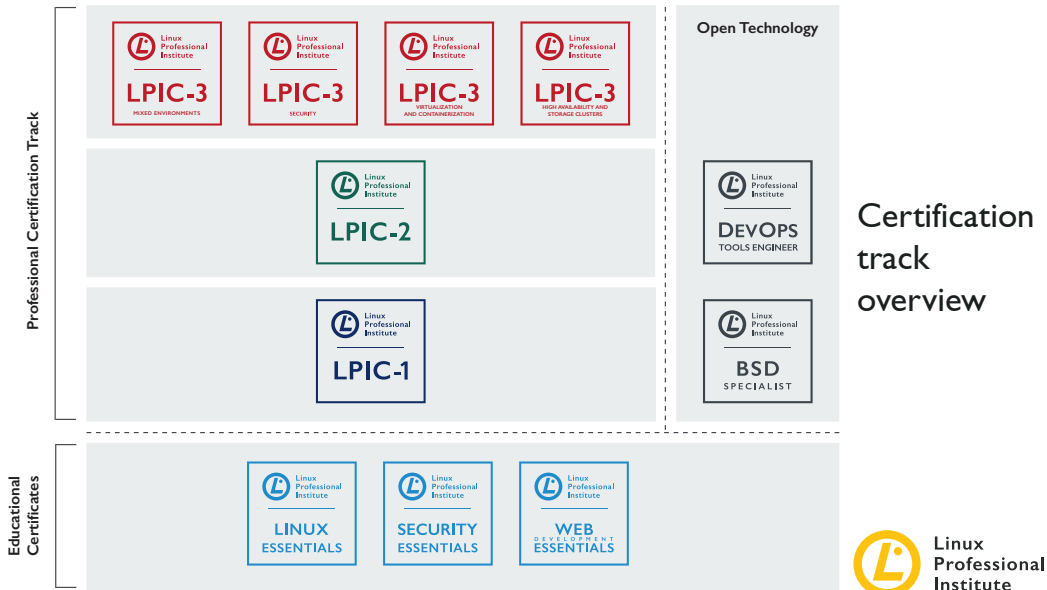 Professional Certification Track
Linux
Professional
Institute
LPIC-3
MIXED ENVIRONMENTS
Linux
Professional
Institute
LPIC-3
SECURITY
Linux
Professional
Institute
LPIC-3
VIRTUALIZATION
AND CONTAINERIZATION
Linux
Professional
Institute
LPIC-3
HIGH AVAILABILITY AND
STORAGE CLUSTERS
Open Technology
Linux
Professional
Institute
LPIC-2
Linux
Professional
Institute
DEVOPS
TOOLS ENGINEER
Linux
Professional
Institute
LPIC-1
Linux
Professional
Institute
BSD
SPECIALIST
Certification
track
overview
Educational
Certificates
Linux
Professional
Institute
LINUX
ESSENTIALS
Linux
Professional
Institute
SECURITY
ESSENTIALS
Linux
Professional
Institute
WEB
DEVELOPMENT
ESSENTIALS
Linux
Professional
Institute